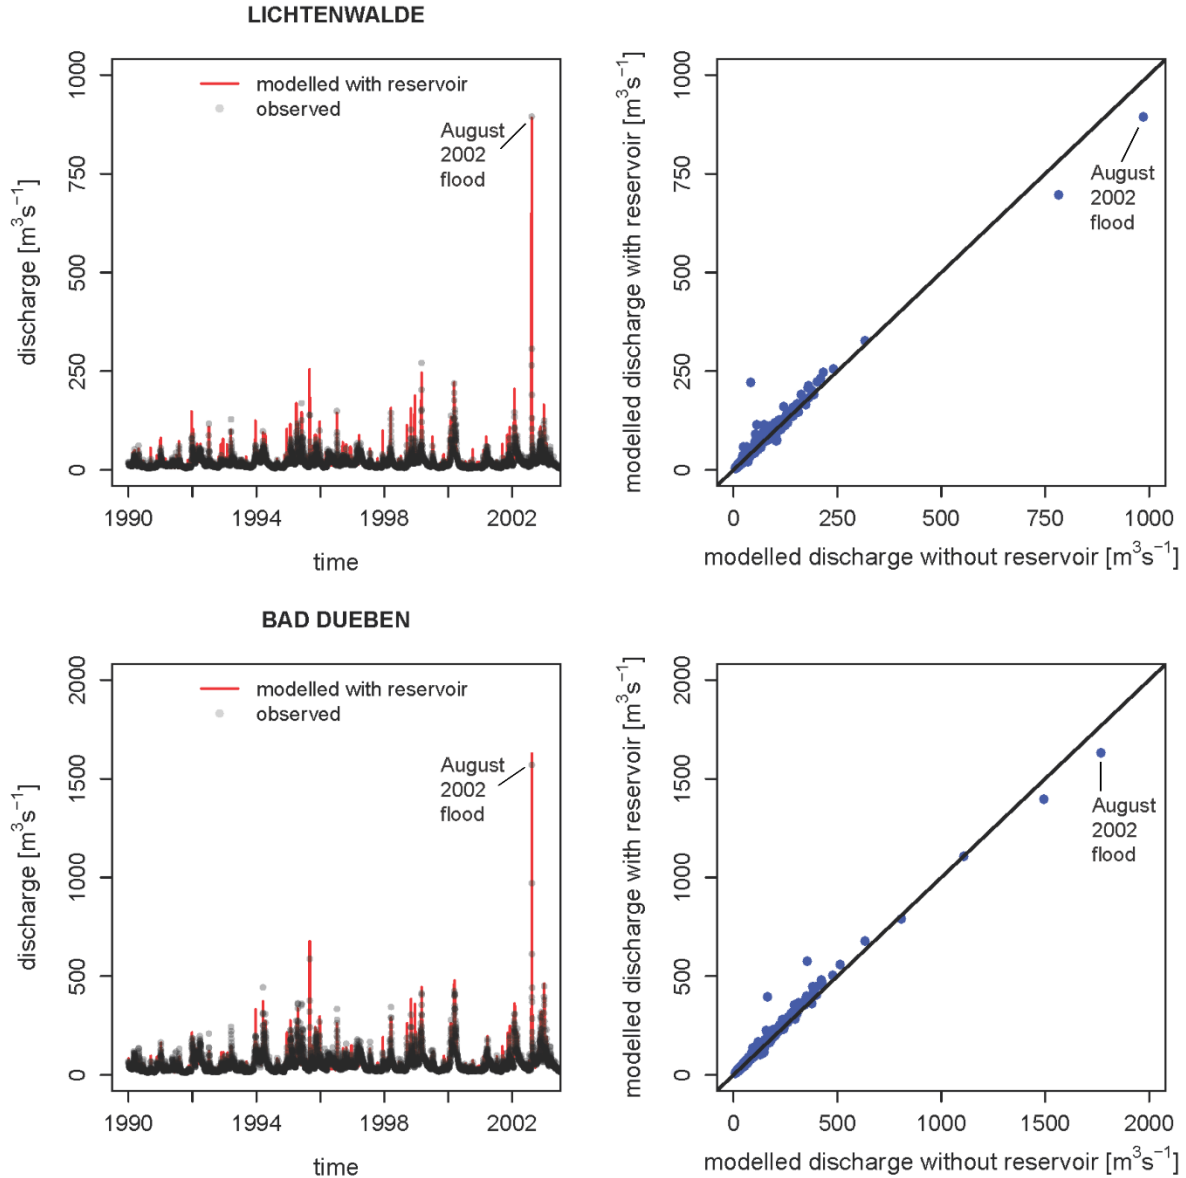 LICHTENWALDE
modelled with reservoir
observed
August
2002
flood
discharge [m³s⁻¹]
1000
750
500
250
0
1990
1994
1998
2002
time
modelled discharge with reservoir [m³s⁻¹]
1000
750
500
250
0
August
2002
flood
0
250
500
750
1000
modelled discharge without reservoir [m³s⁻¹]
BAD DUEBEN
modelled with reservoir
observed
August
2002
flood
discharge [m³s⁻¹]
2000
1500
1000
500
0
1990
1994
1998
2002
time
modelled discharge with reservoir [m³s⁻¹]
2000
1500
1000
500
0
August
2002
flood
0
500
1000
1500
2000
modelled discharge without reservoir [m³s⁻¹]